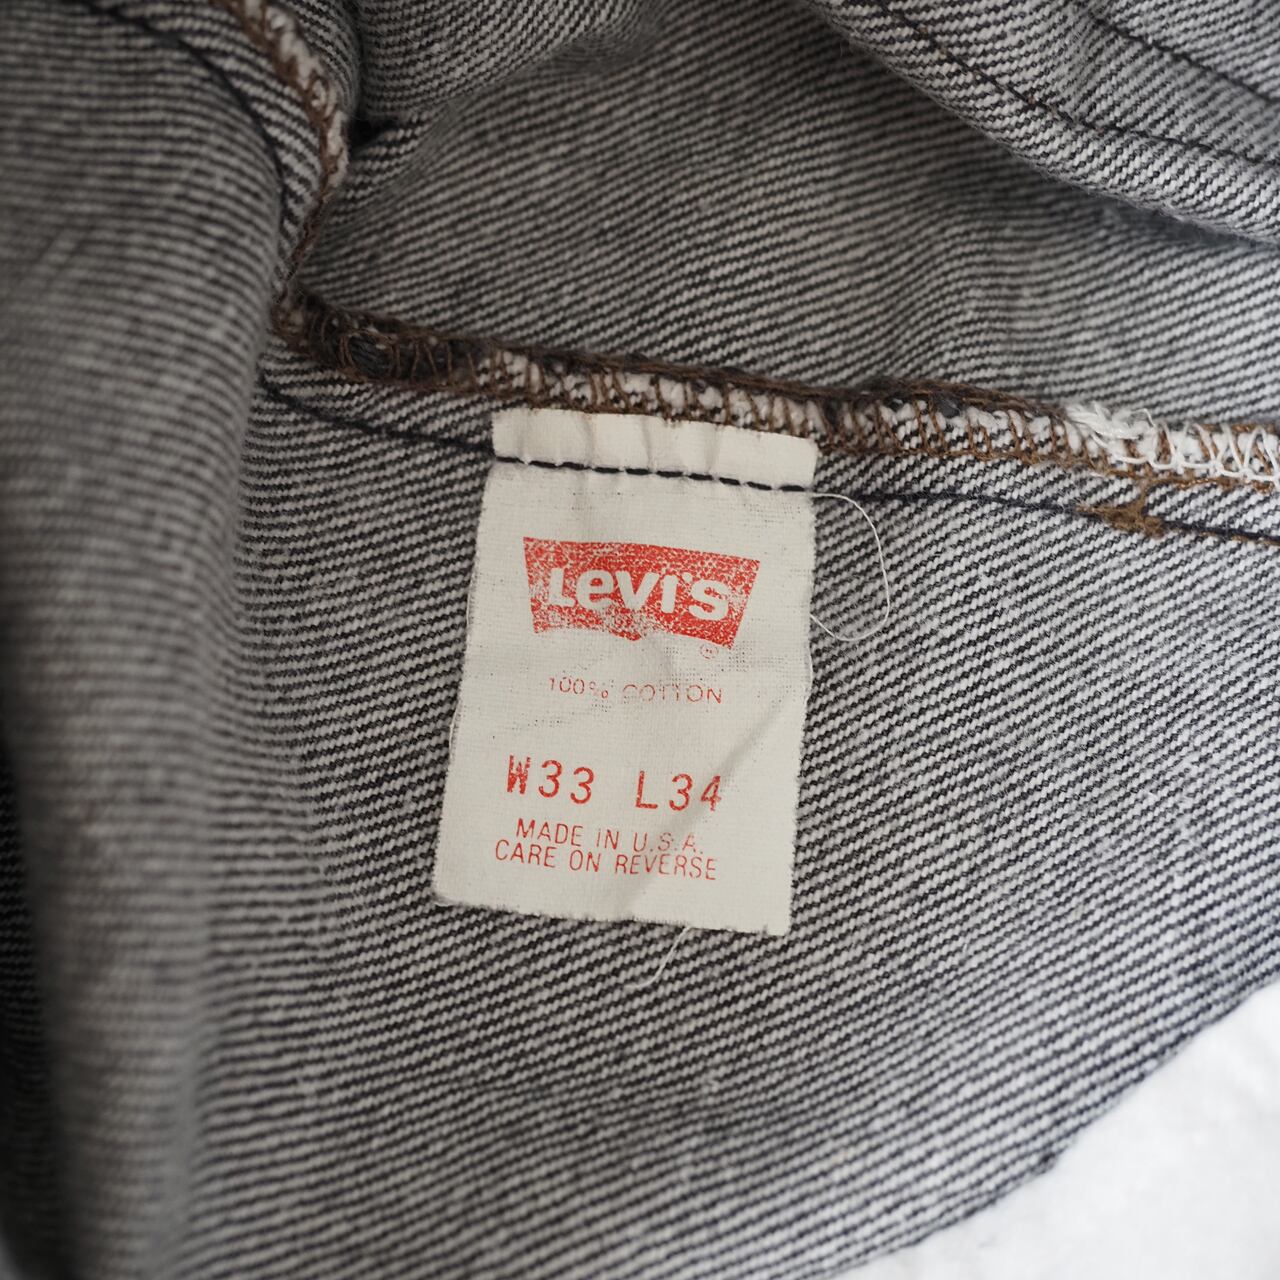 Levi's
®
100% COTTON
W33 L34
MADE IN U.S.A.
CARE ON REVERSE